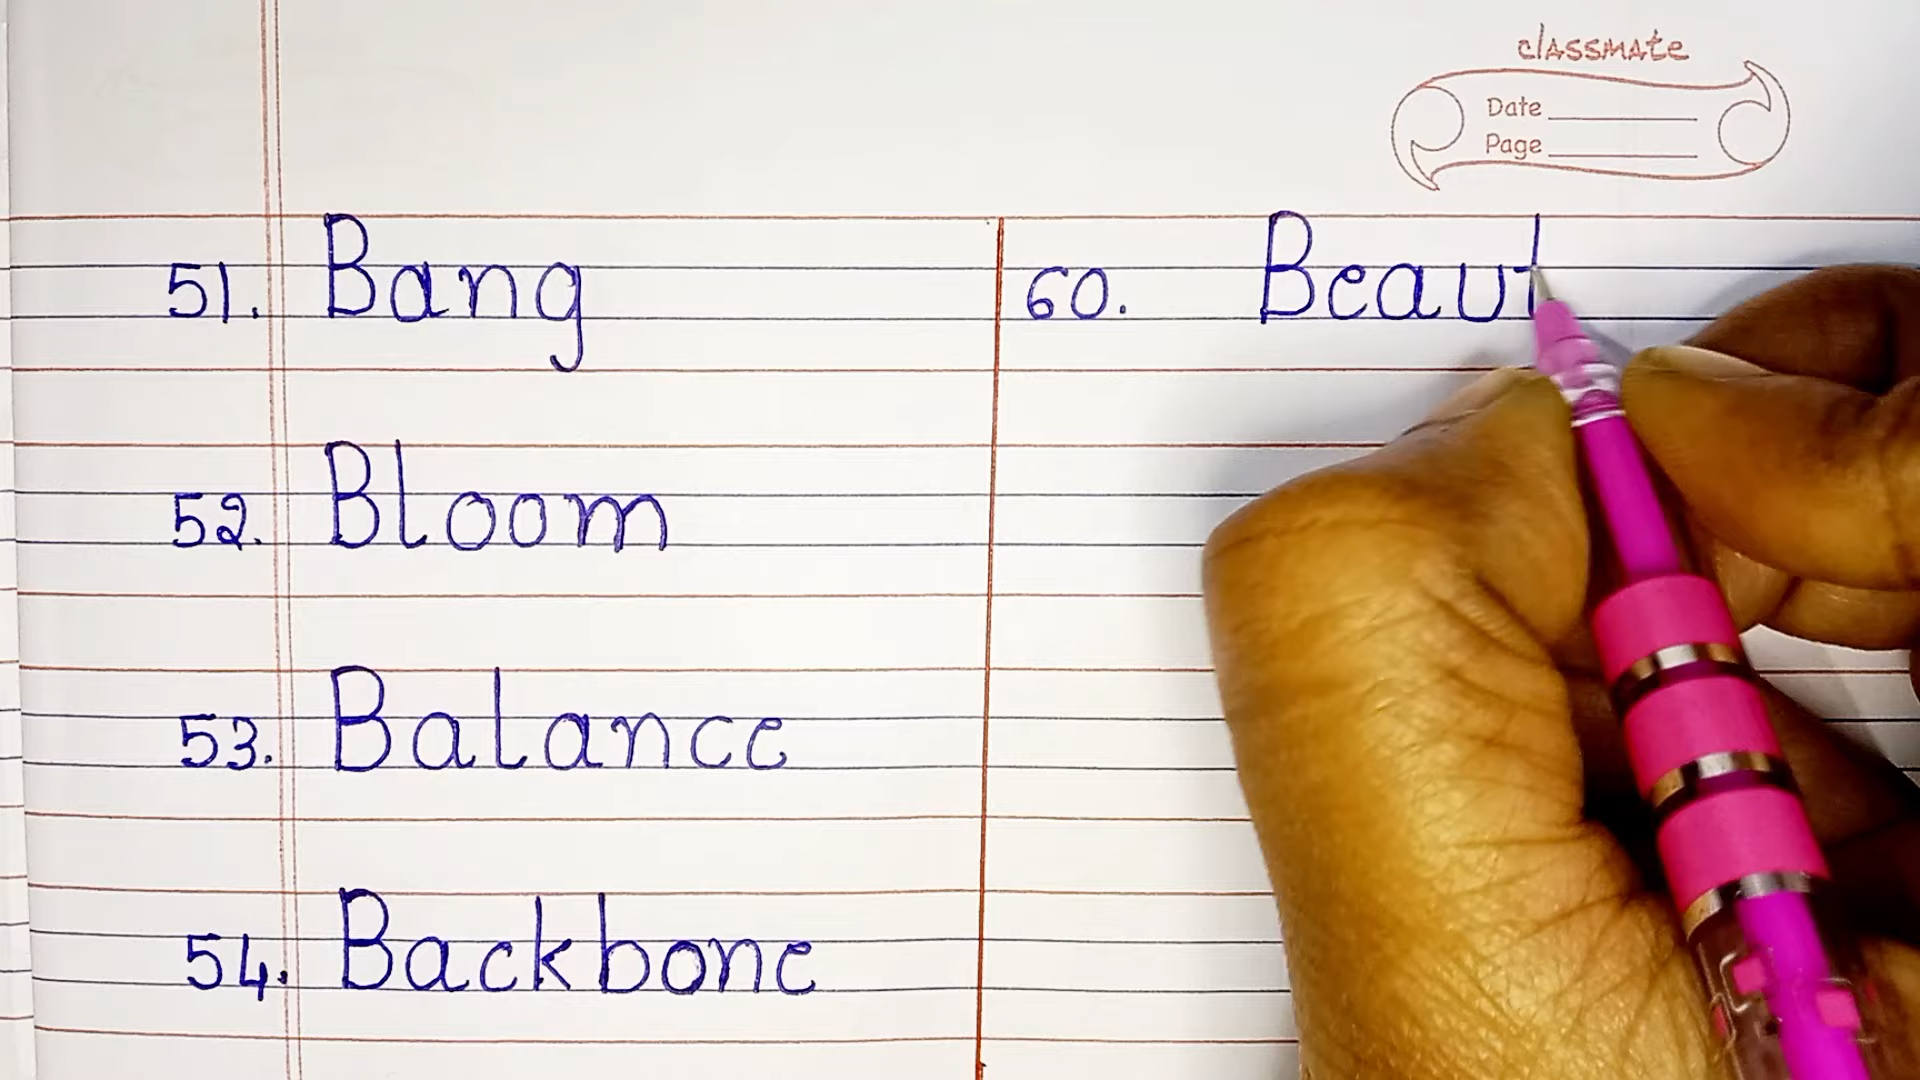 classmate
Date
Page
51. Bang
52. Bloom
53. Balance
54. Backbone
60. Beaut